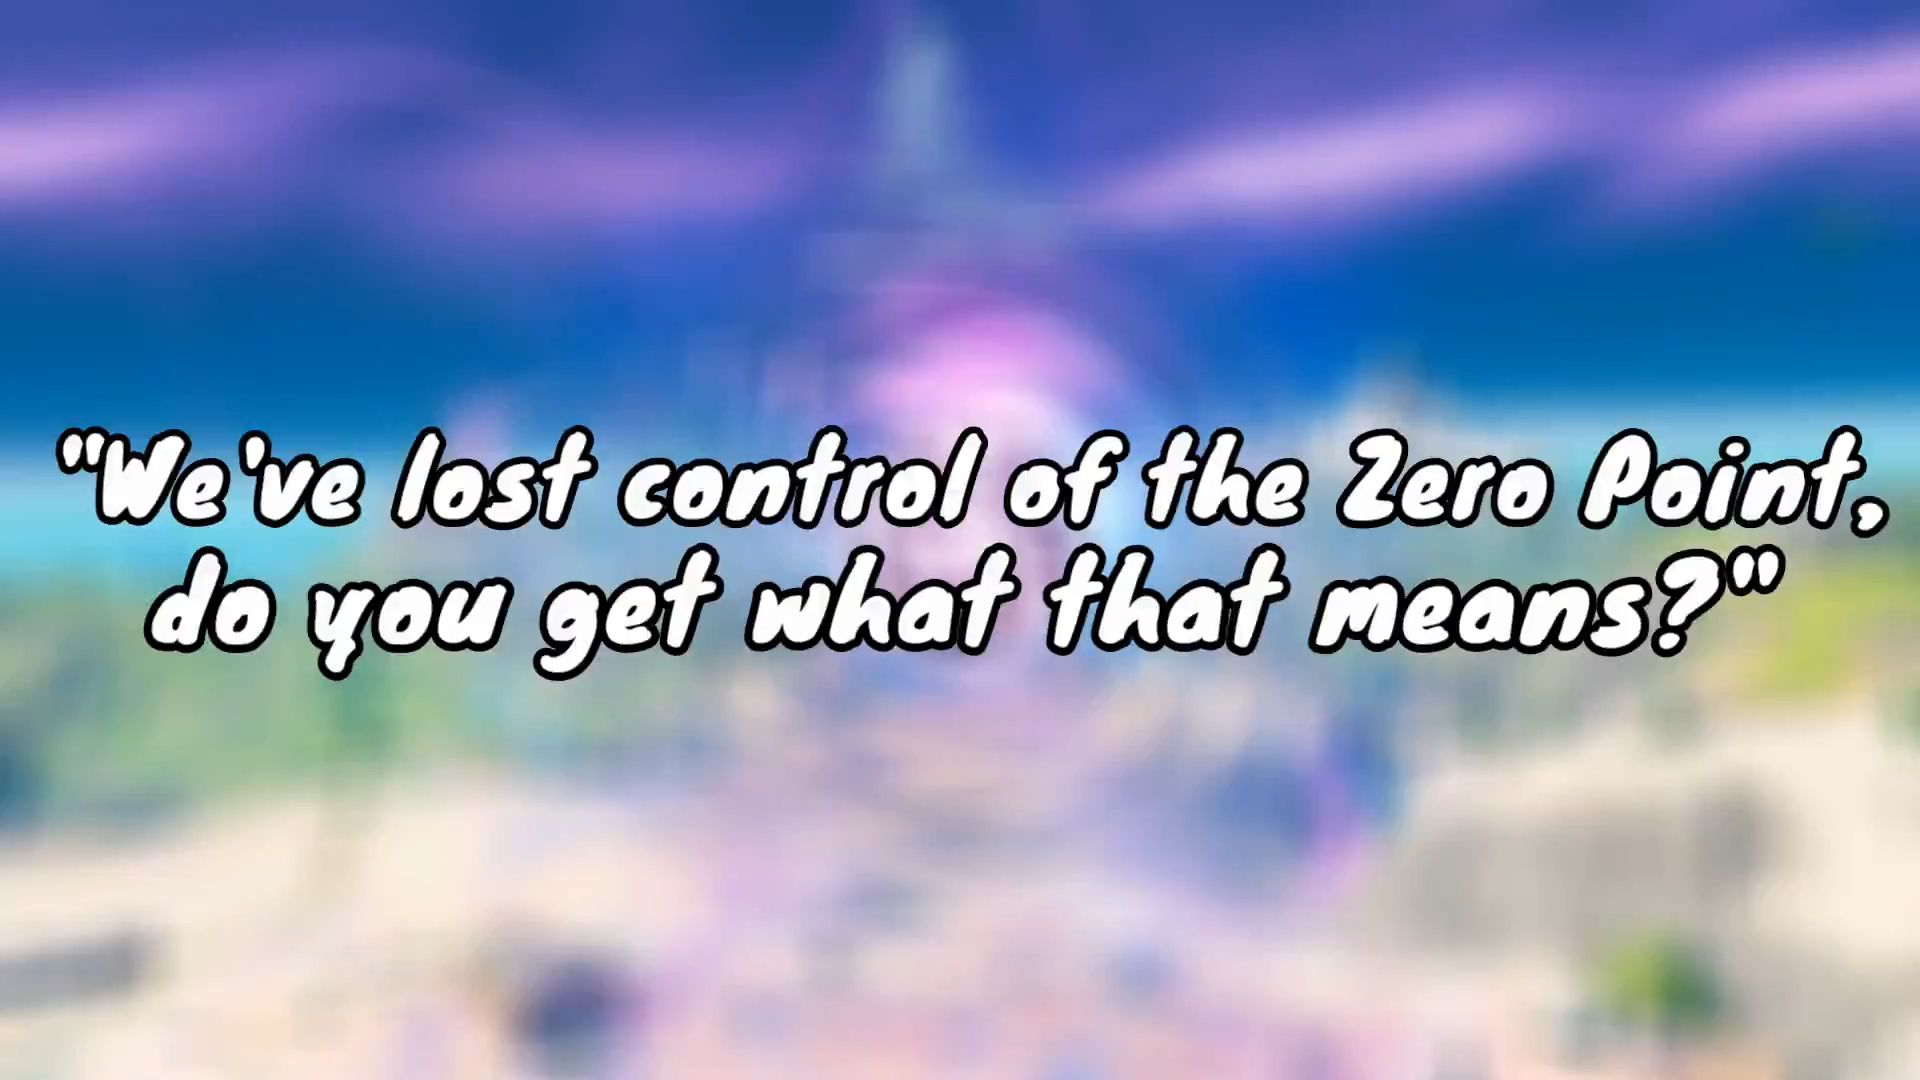 "We've lost control of the Zero Point,
do you get what that means?"